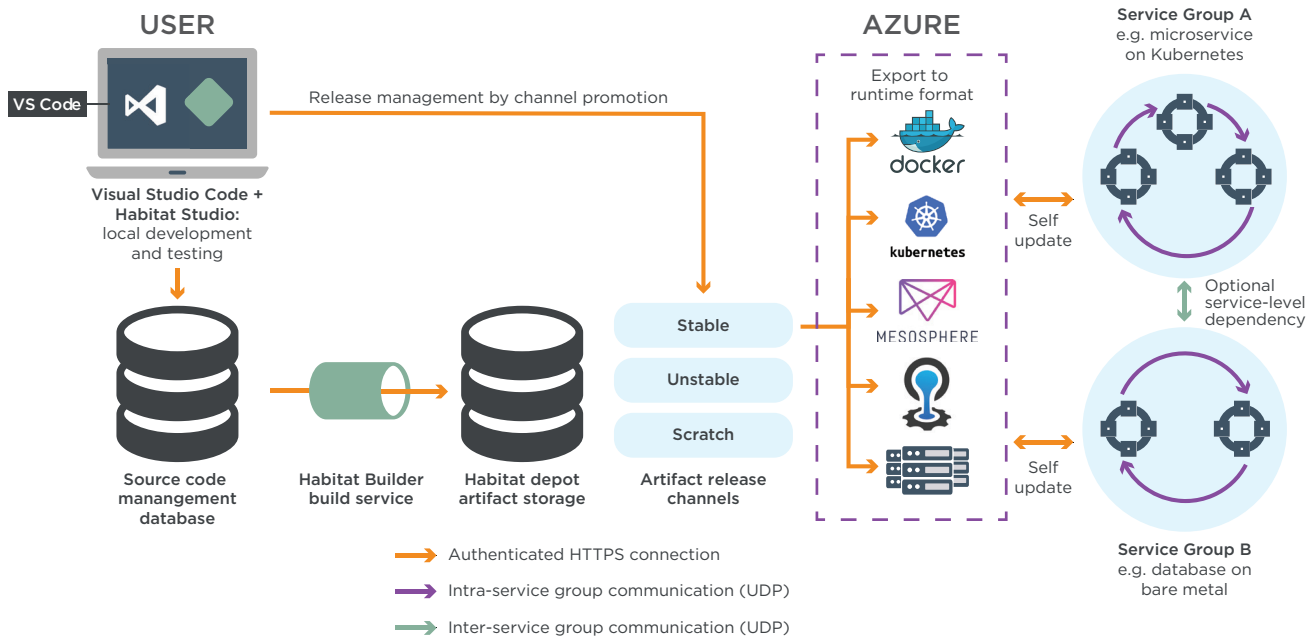 USER
VS Code
Visual Studio Code +
Habitat Studio:
local development
and testing
Release management by channel promotion
AZURE
Export to
runtime format
docker
kubernetes
MESOSPHERE
Service Group A
e.g. microservice
on Kubernetes
Self
update
Optional
service-level
dependency
Stable
Unstable
Scratch
Source code
manangement
database
Habitat Builder
build service
Habitat depot
artifact storage
Artifact release
channels
Self
update
Service Group B
e.g. database on
bare metal
Authenticated HTTPS connection
Intra-service group communication (UDP)
Inter-service group communication (UDP)